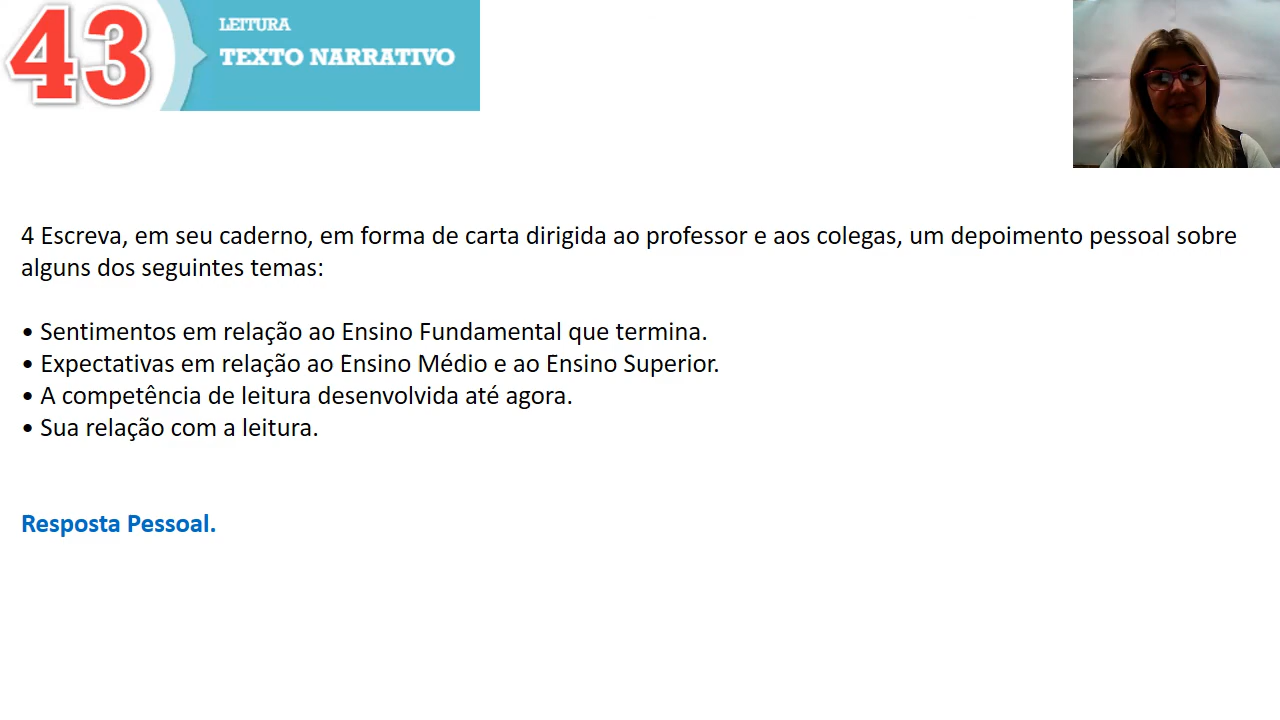 43
LEITURA
TEXTO NARRATIVO
4 Escreva, em seu caderno, em forma de carta dirigida ao professor e aos colegas, um depoimento pessoal sobre
alguns dos seguintes temas:
• Sentimentos em relação ao Ensino Fundamental que termina.
• Expectativas em relação ao Ensino Médio e ao Ensino Superior.
• A competência de leitura desenvolvida até agora.
• Sua relação com a leitura.
Resposta Pessoal.